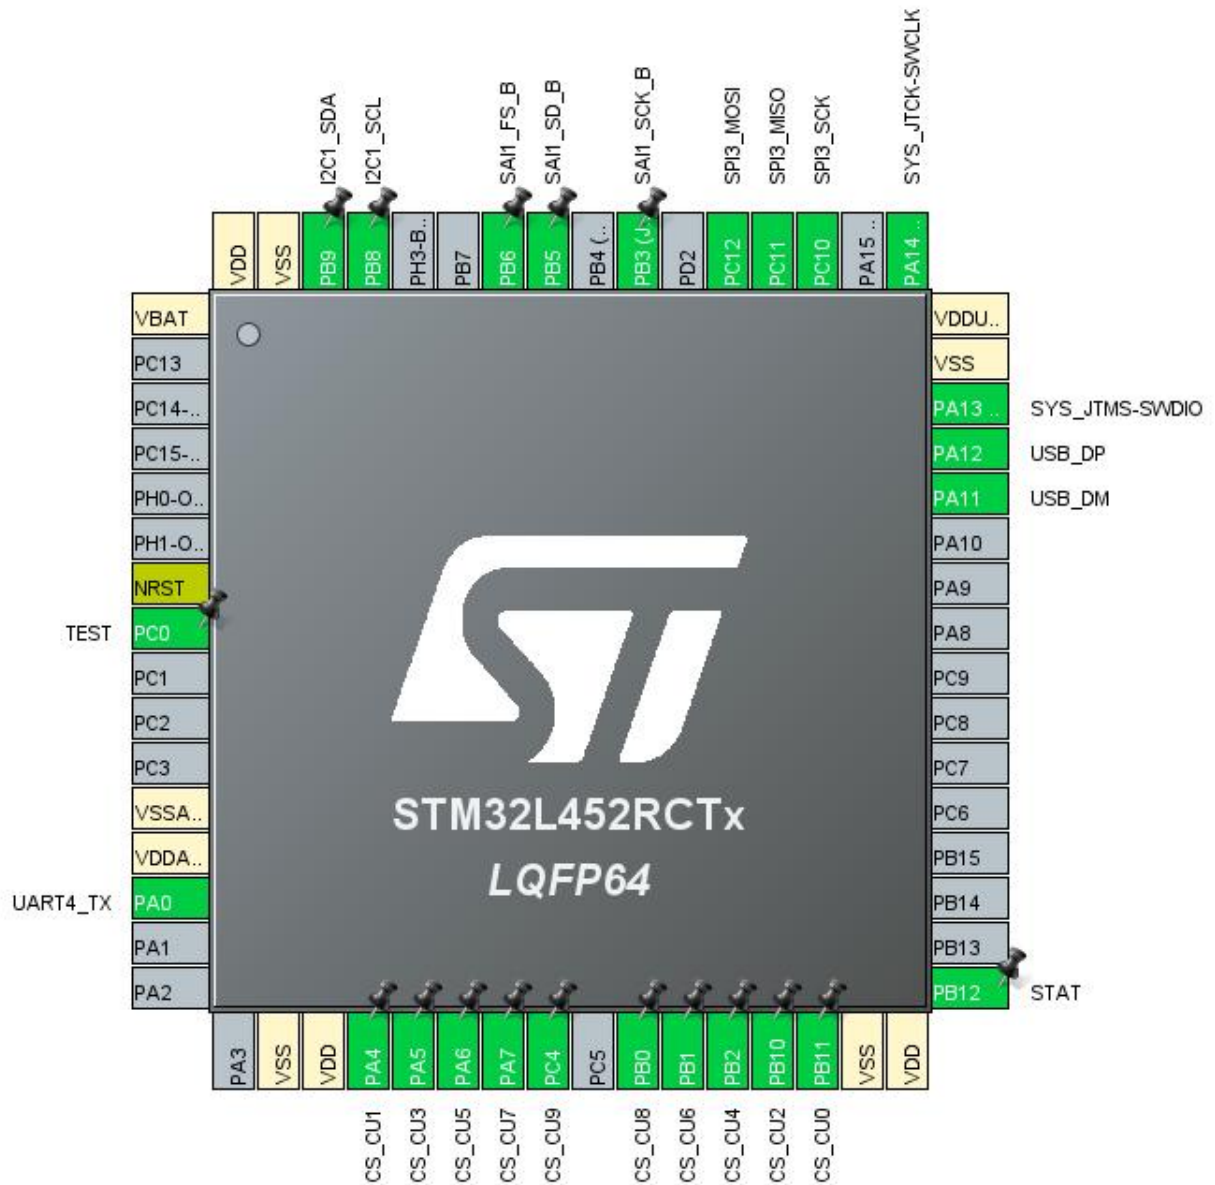 I2C1_SDA
I2C1_SCL
SAI1_FS_B
SAI1_SD_B
SAI1_SCK_B
SPI3_MOSI
SPI3_MISO
SPI3_SCK
SYS_JTCK-SWCLK
VDD
VSS
PB9
PB8
PH3-B..
PB7
PB6
PB5
PB4 (..
PB3 (J..
PD2
PC12
PC11
PC10
PA15 ..
PA14 ..
VBAT
PC13
PC14-..
PC15-..
PH0-O..
PH1-O..
NRST
TEST PC0
PC1
PC2
PC3
VSSA..
VDDA..
UART4_TX PA0
PA1
PA2
VDDU..
VSS
PA13 .. SYS_JTMS-SWDIO
PA12 USB_DP
PA11 USB_DM
PA10
PA9
PA8
PC9
PC8
PC7
PC6
PB15
PB14
PB13
PB12 STAT
ST
STM32L452RCTx
LQFP64
PA3
VSS
VDD
PA4
PA5
PA6
PA7
PC4
PC5
PB0
PB1
PB2
PB10
PB11
VSS
VDD
CS_CU1
CS_CU3
CS_CU5
CS_CU7
CS_CU9
CS_CU8
CS_CU6
CS_CU4
CS_CU2
CS_CU0